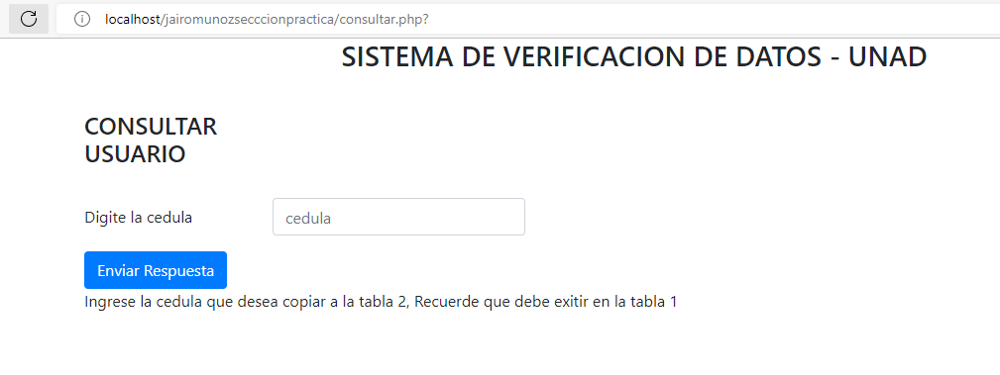 localhost/jairomunozsecccionpractica/consultar.php?
SISTEMA DE VERIFICACION DE DATOS - UNAD
CONSULTAR
USUARIO
Digite la cedula
cedula
Enviar Respuesta
Ingrese la cedula que desea copiar a la tabla 2, Recuerde que debe exitir en la tabla 1